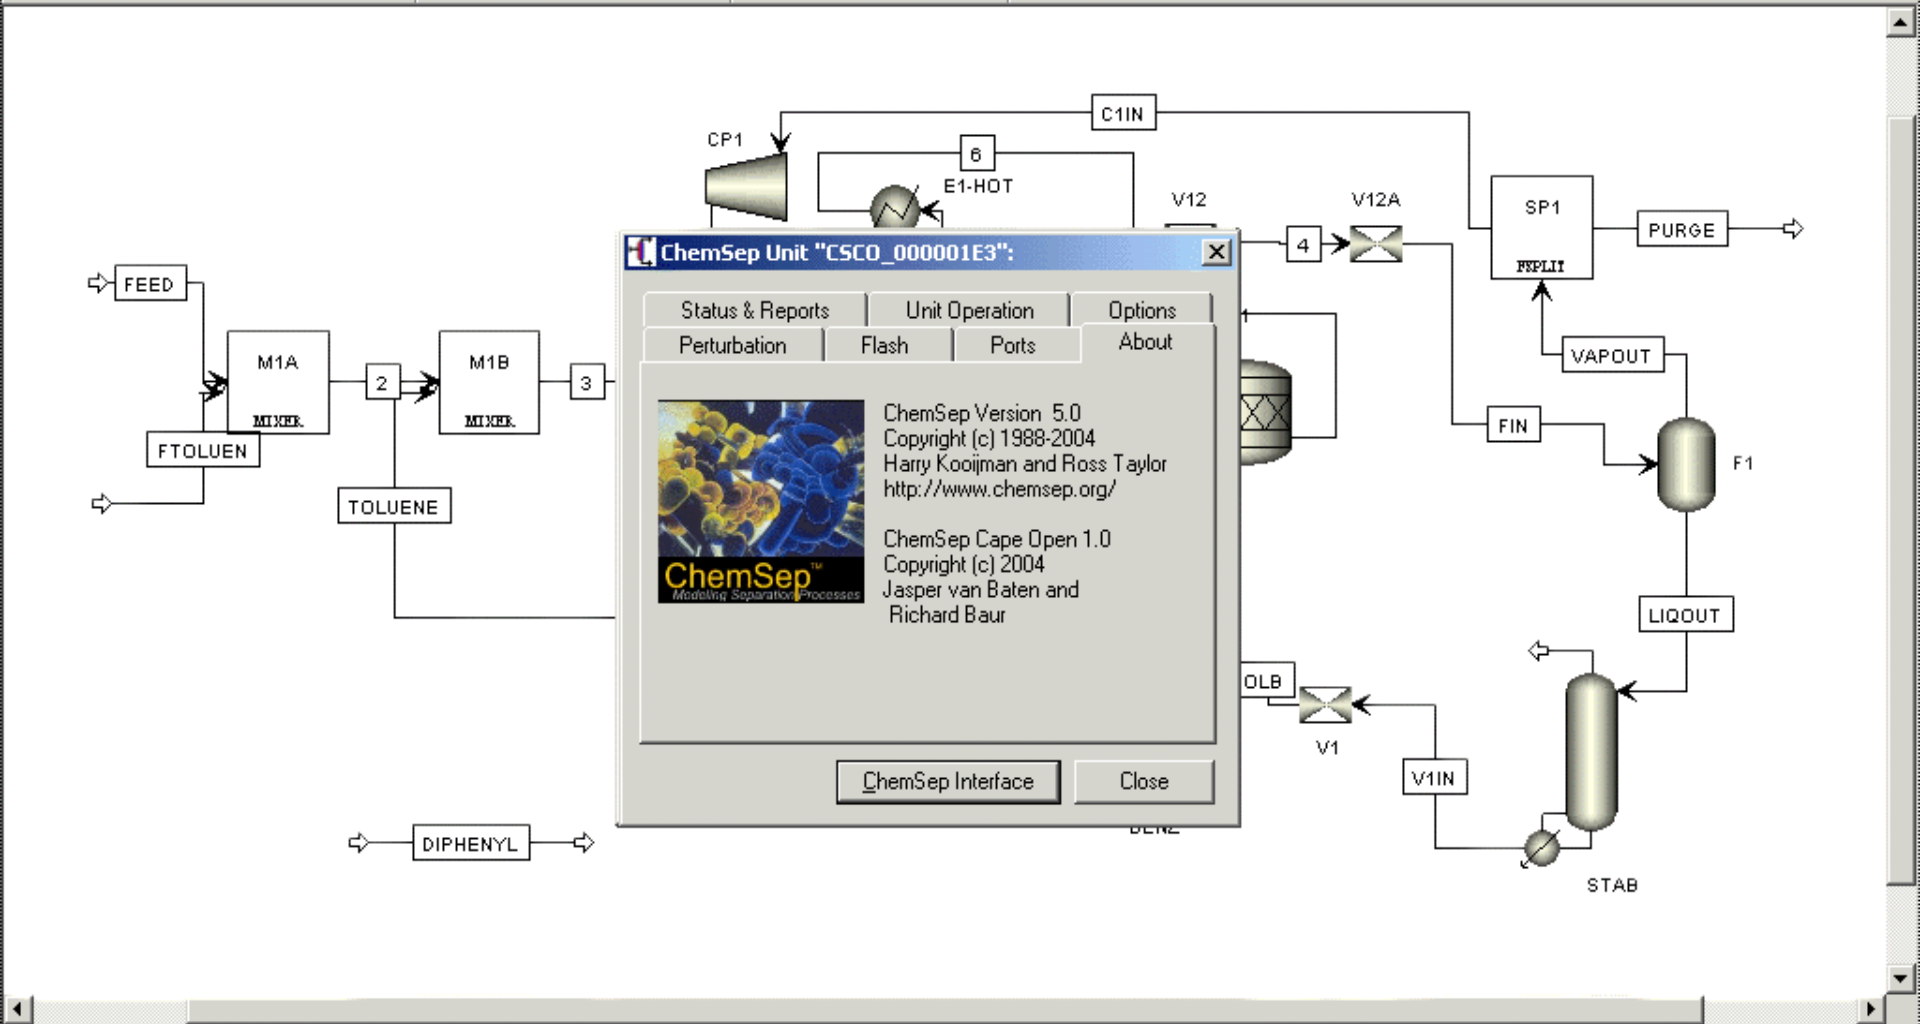 C1IN
CP1
6
E1-HOT
V12
V12A
SP1
FSPLIT
PURGE
4
FEED
M1A
MIXER
2
M1B
MIXER
3
FTOLUEN
TOLUENE
VAPOUT
FIN
F1
LIQOUT
OLB
V1
V1IN
STAB
DIPHENYL
ChemSep Unit "CSCO_000001E3":
Status & Reports
Unit Operation
Options
Perturbation
Flash
Ports
About
ChemSep Version 5.0
Copyright (c) 1988-2004
Harry Kooijman and Ross Taylor
http://www.chemsep.org/
ChemSep Cape Open 1.0
Copyright (c) 2004
Jasper van Baten and
Richard Baur
ChemSep™
Modeling Separation Processes
ChemSep Interface
Close